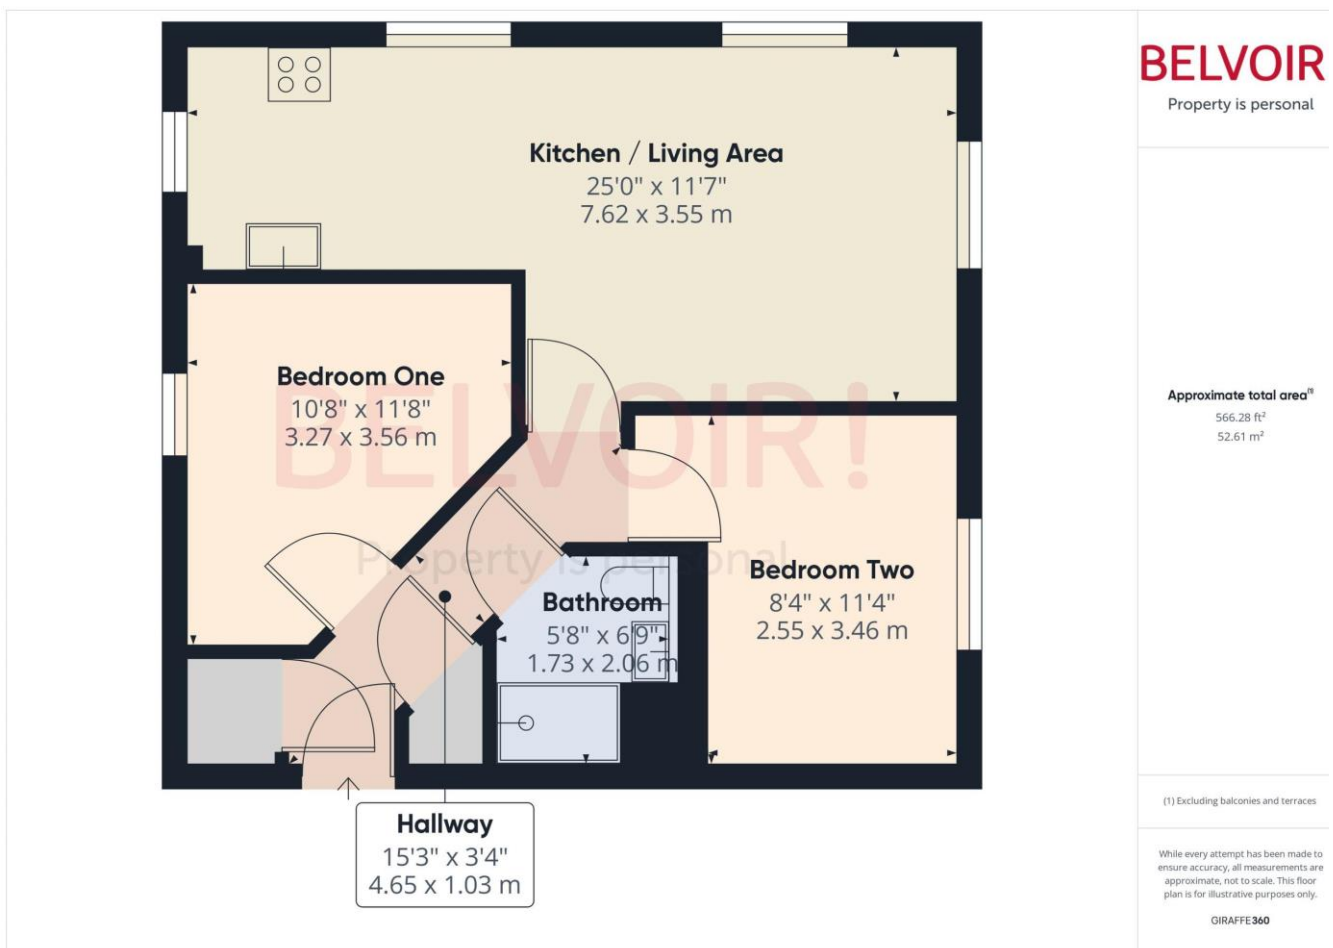 Kitchen / Living Area
25'0" x 11'7"
7.62 x 3.55 m
Bedroom One
10'8" x 11'8"
3.27 x 3.56 m
BELVOIR!
Property is personal
Bedroom Two
8'4" x 11'4"
2.55 x 3.46 m
Bathroom
5'8" x 6'9"
1.73 x 2.06 m
Hallway
15'3" x 3'4"
4.65 x 1.03 m
BELVOIR
Property is personal
Approximate total area(1)
566.28 ft²
52.61 m²
(1) Excluding balconies and terraces
While every attempt has been made to
ensure accuracy, all measurements are
approximate, not to scale. This floor
plan is for illustrative purposes only.
GIRAFFE360